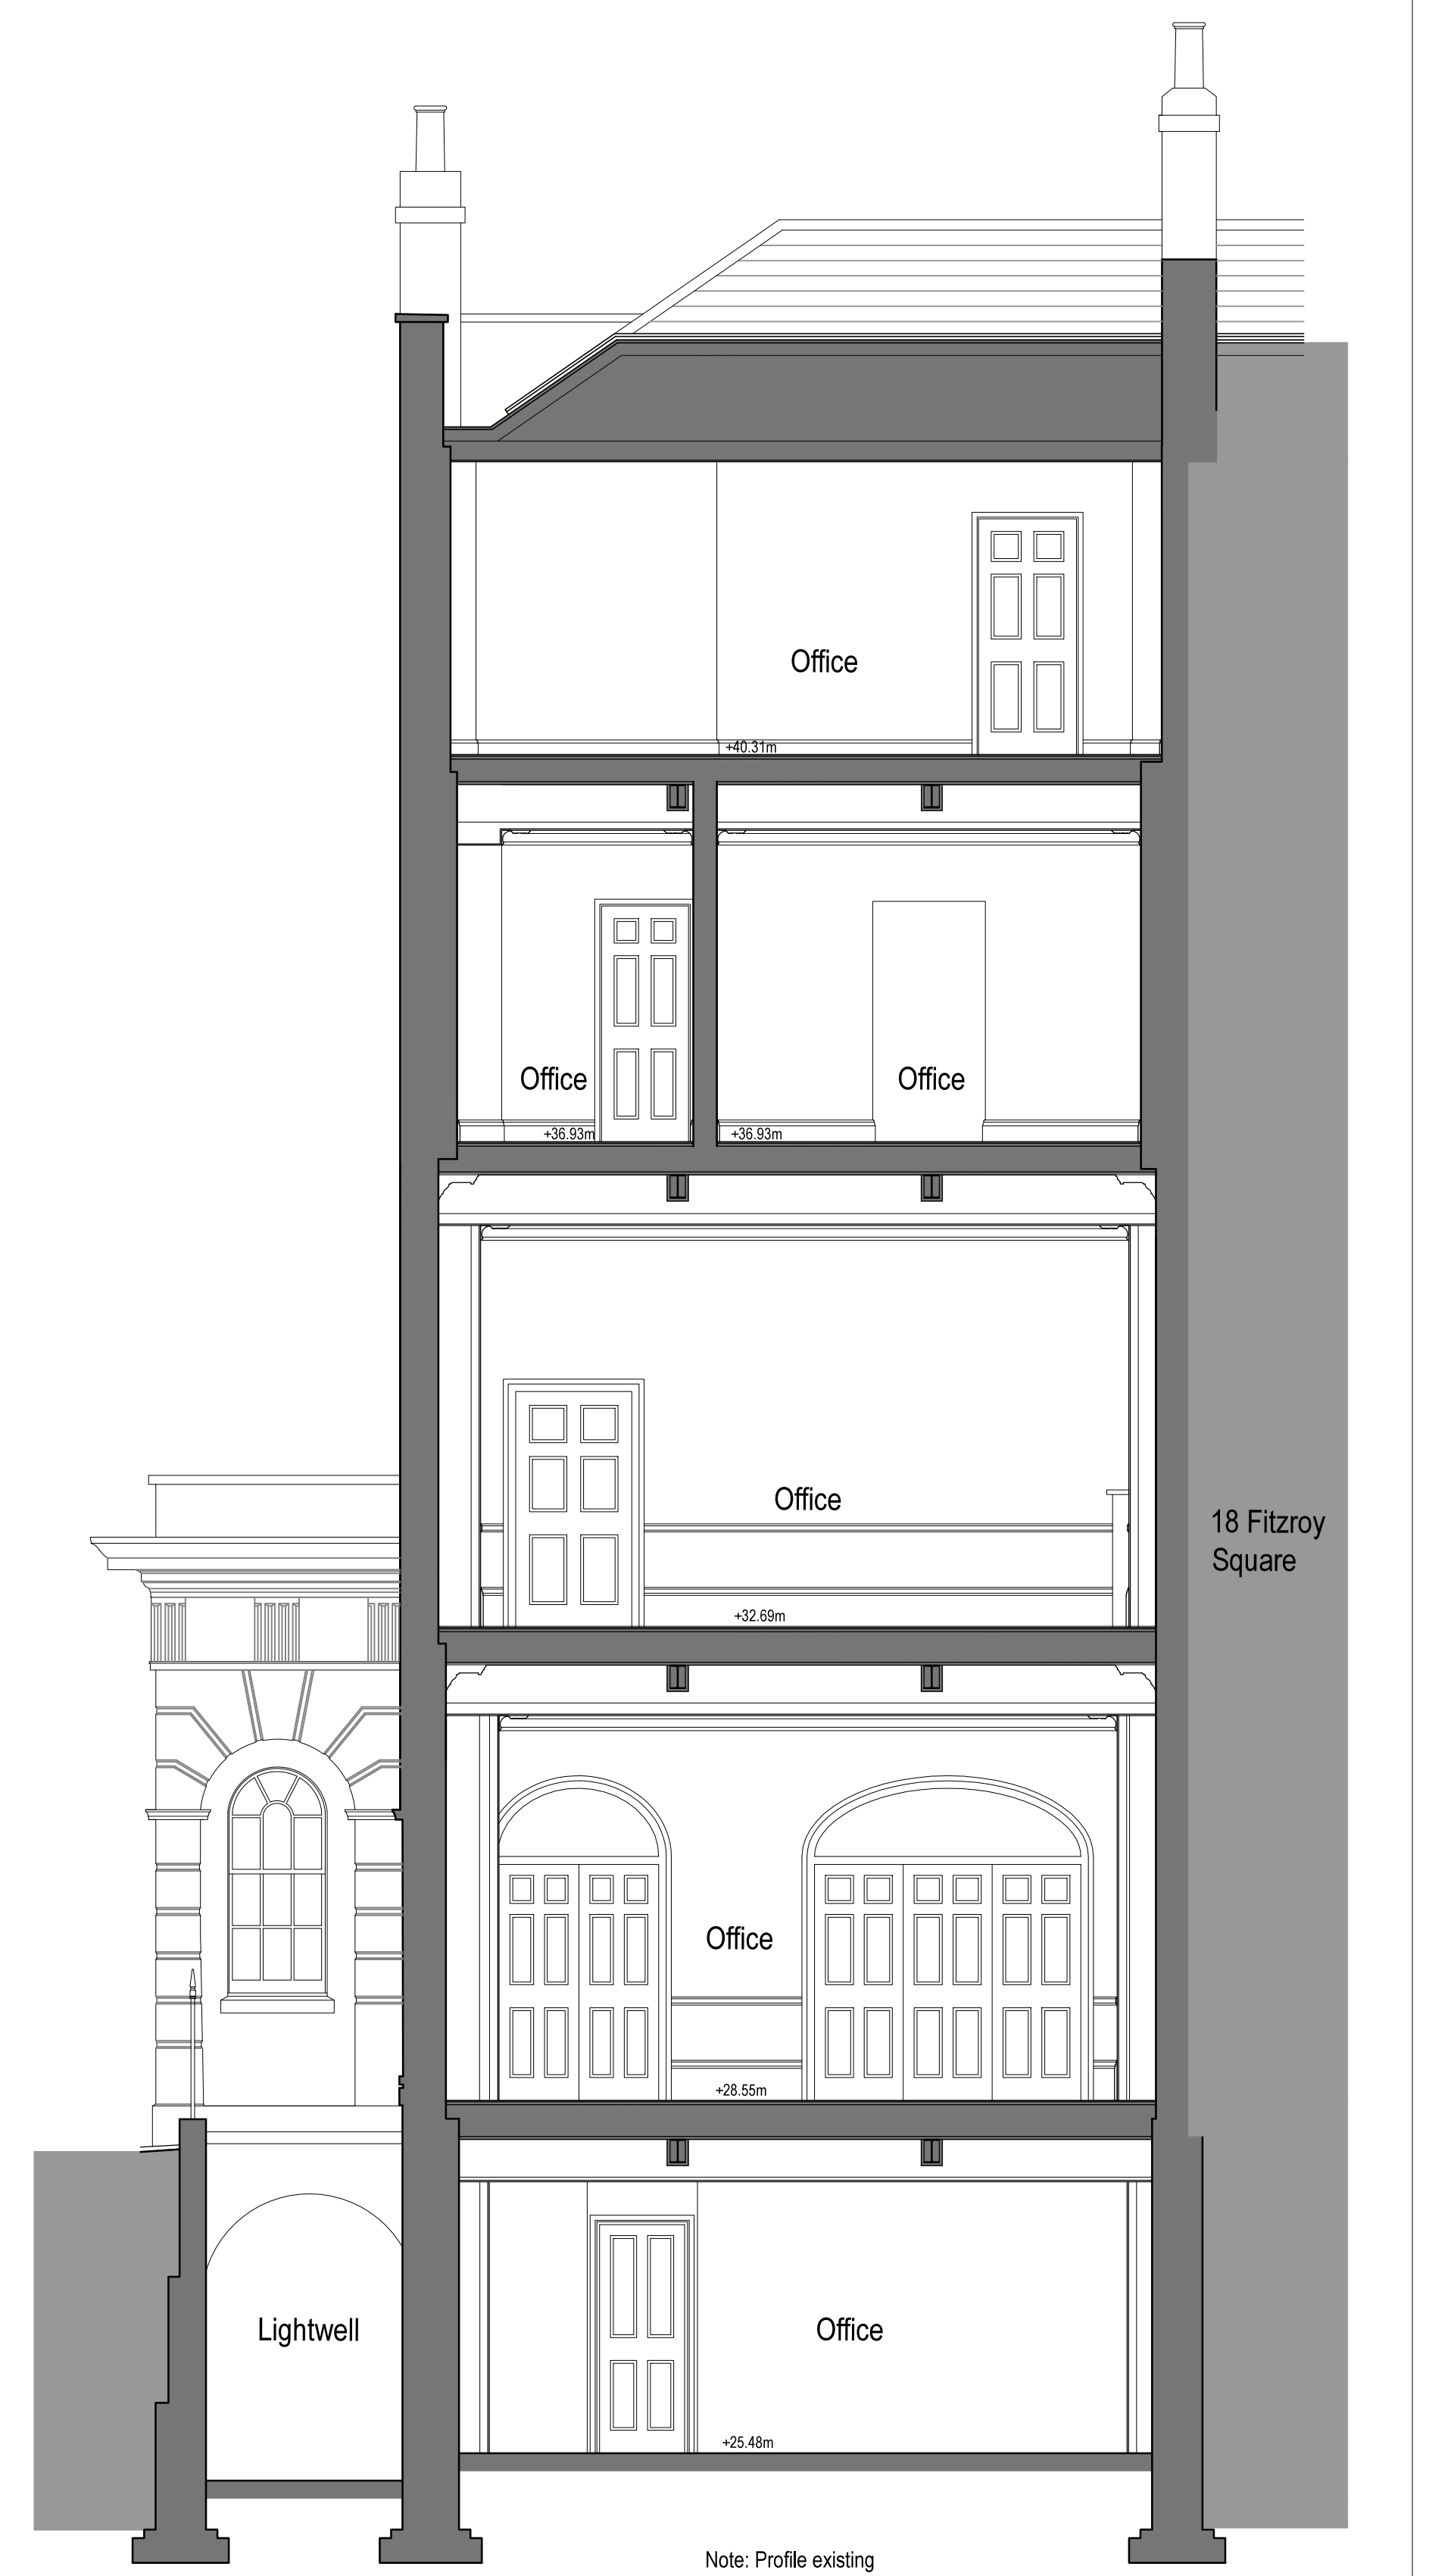 Office
+40.31m
Office
Office
+36.93m
+36.93m
Office
18 Fitzroy
Square
+32.69m
Office
+28.55m
Lightwell
Office
+25.48m
Note: Profile existing